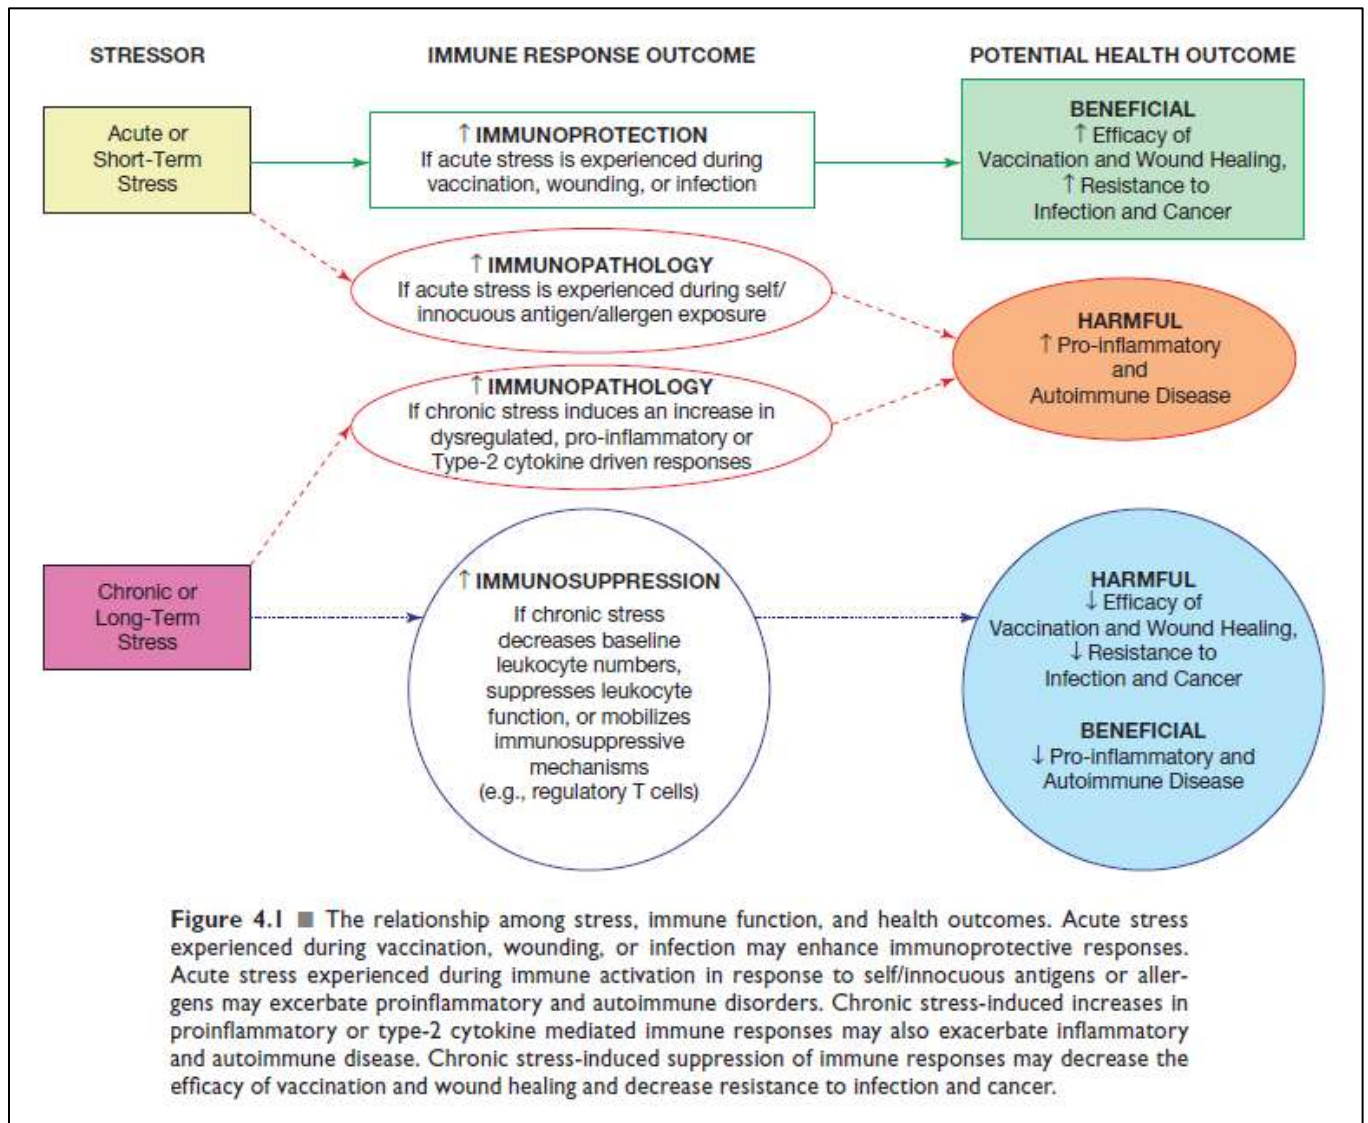 STRESSOR
IMMUNE RESPONSE OUTCOME
POTENTIAL HEALTH OUTCOME
Acute or
Short-Term
Stress
↑ IMMUNOPROTECTION
If acute stress is experienced during
vaccination, wounding, or infection
BENEFICIAL
↑ Efficacy of
Vaccination and Wound Healing,
↑ Resistance to
Infection and Cancer
↑ IMMUNOPATHOLOGY
If acute stress is experienced during self/
innocuous antigen/allergen exposure
HARMFUL
↑ Pro-inflammatory
and
Autoimmune Disease
↑ IMMUNOPATHOLOGY
If chronic stress induces an increase in
dysregulated, pro-inflammatory or
Type-2 cytokine driven responses
Chronic or
Long-Term
Stress
↑ IMMUNOSUPPRESSION
If chronic stress
decreases baseline
leukocyte numbers,
suppresses leukocyte
function, or mobilizes
immunosuppressive
mechanisms
(e.g., regulatory T cells)
HARMFUL
↓ Efficacy of
Vaccination and Wound Healing,
↓ Resistance to
Infection and Cancer
BENEFICIAL
↓ Pro-inflammatory and
Autoimmune Disease
Figure 4.1 ■ The relationship among stress, immune function, and health outcomes. Acute stress
experienced during vaccination, wounding, or infection may enhance immunoprotective responses.
Acute stress experienced during immune activation in response to self/innocuous antigens or aller-
gens may excerbate proinflammatory and autoimmune disorders. Chronic stress-induced increases in
proinflammatory or type-2 cytokine mediated immune responses may also exacerbate inflammatory
and autoimmune disease. Chronic stress-induced suppression of immune responses may decrease the
efficacy of vaccination and wound healing and decrease resistance to infection and cancer.